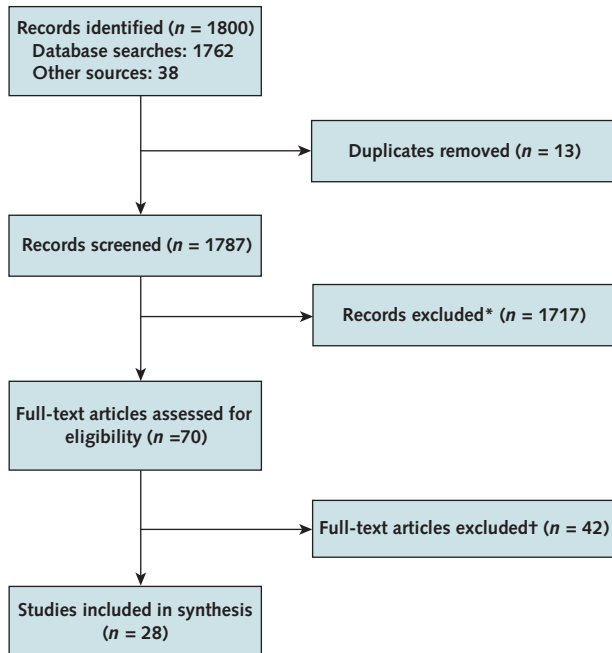 Records identified (n = 1800)
Database searches: 1762
Other sources: 38
Duplicates removed (n = 13)
Records screened (n = 1787)
Records excluded* (n = 1717)
Full-text articles assessed for
eligibility (n =70)
Full-text articles excluded† (n = 42)
Studies included in synthesis
(n = 28)